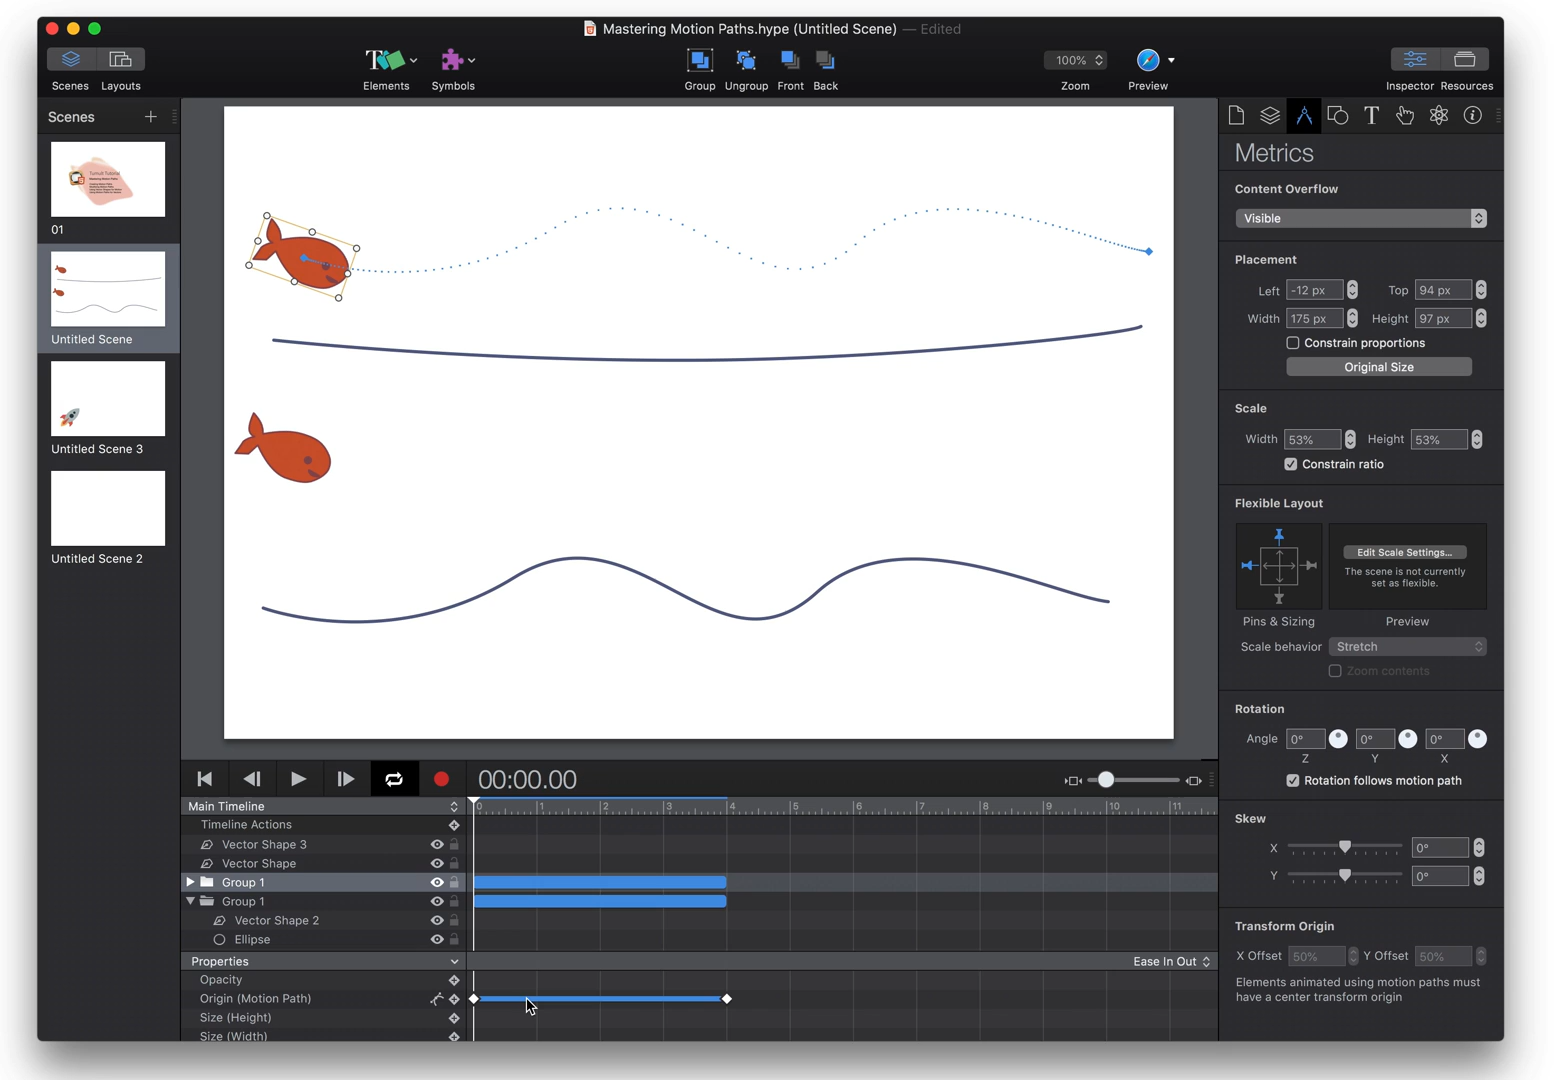 Mastering Motion Paths.hype (Untitled Scene) — Edited
Scenes
Layouts
Elements
Symbols
Group
Ungroup
Front
Back
100%
Zoom
Preview
Inspector
Resources
Scenes
Tumult Tutorial
01
Untitled Scene
Untitled Scene 3
Untitled Scene 2
Metrics
Content Overflow
Visible
Placement
Left -12 px Top 94 px
Width 175 px Height 97 px
Constrain proportions
Original Size
Scale
Width 53% Height 53%
Constrain ratio
Flexible Layout
Edit Scale Settings...
The scene is not currently
set as flexible.
Pins & Sizing
Preview
Scale behavior Stretch
Zoom contents
Rotation
Angle 0° 0° 0°
Z Y X
Rotation follows motion path
Skew
X 0°
Y 0°
Transform Origin
X Offset 50% Y Offset 50%
Elements animated using motion paths must
have a center transform origin
00:00.00
Main Timeline
0 1 2 3 4 5 6 7 8 9 10 11
Timeline Actions
Vector Shape 3
Vector Shape
Group 1
Group 1
Vector Shape 2
Ellipse
Properties
Ease In Out
Opacity
Origin (Motion Path)
Size (Height)
Size (Width)